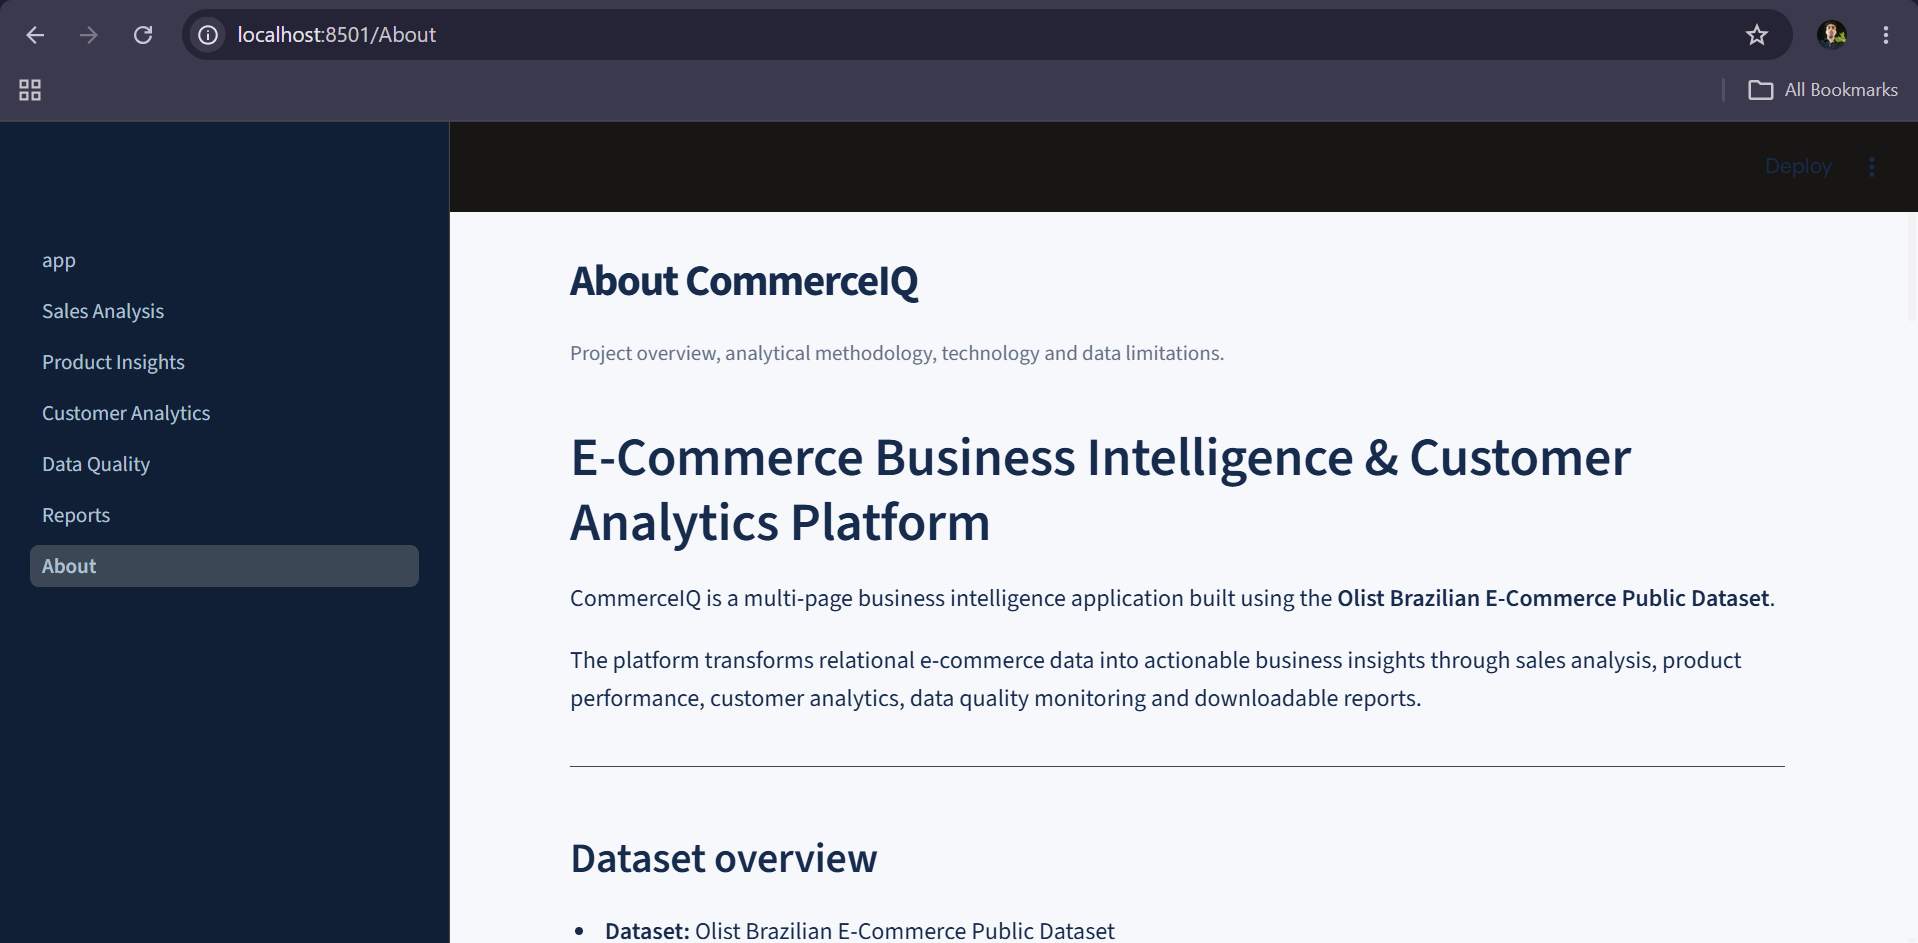 localhost:8501/About
All Bookmarks
Deploy
app
Sales Analysis
Product Insights
Customer Analytics
Data Quality
Reports
About
About CommerceIQ
Project overview, analytical methodology, technology and data limitations.
E-Commerce Business Intelligence & Customer
Analytics Platform
CommerceIQ is a multi-page business intelligence application built using the Olist Brazilian E-Commerce Public Dataset.
The platform transforms relational e-commerce data into actionable business insights through sales analysis, product
performance, customer analytics, data quality monitoring and downloadable reports.
Dataset overview
• Dataset: Olist Brazilian E-Commerce Public Dataset